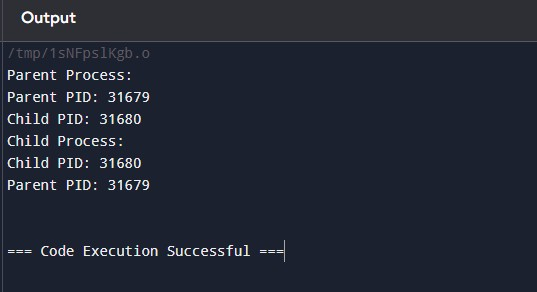 Output
/tmp/1sNFpslKgb.o
Parent Process:
Parent PID: 31679
Child PID: 31680
Child Process:
Child PID: 31680
Parent PID: 31679
=== Code Execution Successful ===